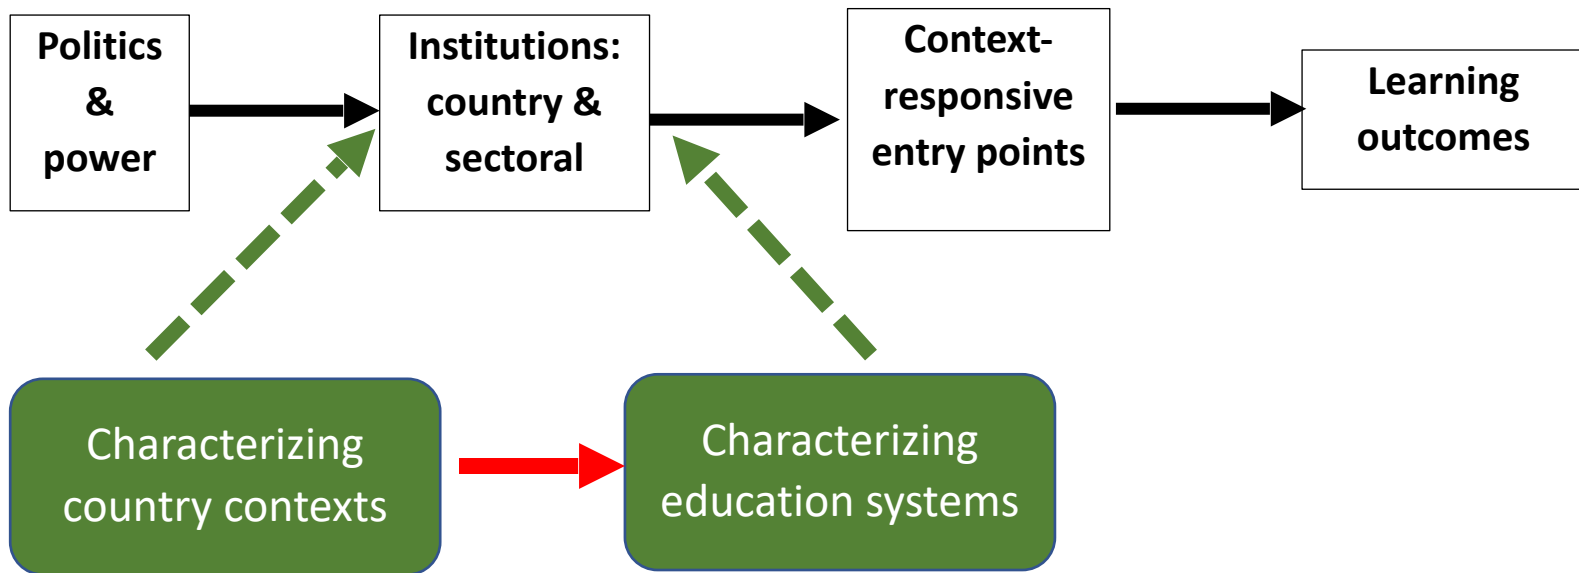 Politics
&
power
Institutions:
country &
sectoral
Context-
responsive
entry points
Learning
outcomes
Characterizing
country contexts
Characterizing
education systems